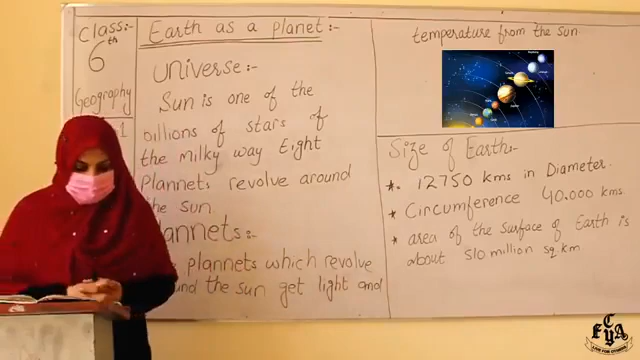 Class:-
6th
Geography
1
Earth as a planet:-
Universe:-
Sun is one of the
billions of stars of
the milky way Eight
Plannets revolve around
the sun
Plannets:-
plannets which revolve
around the sun get light and
temperature from the sun.
Size of Earth:-
*. 12750 kms in Diameter.
* Circumference 40.000 kms
* area of the surface of Earth is
about 510 million sq km